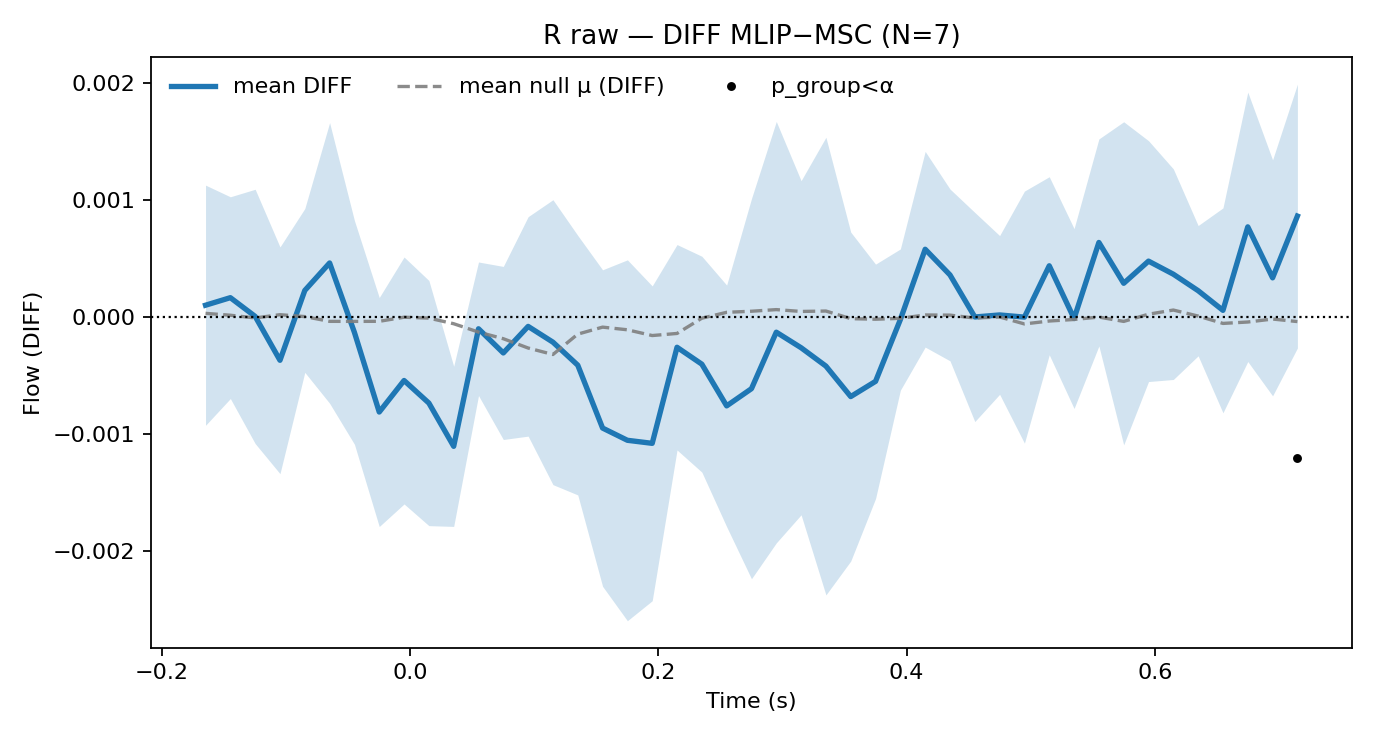 R raw — DIFF MLIP−MSC (N=7)
mean DIFF
mean null μ (DIFF)
p_group<α
0.002
0.001
0.000
−0.001
−0.002
Flow (DIFF)
−0.2
0.0
0.2
0.4
0.6
Time (s)